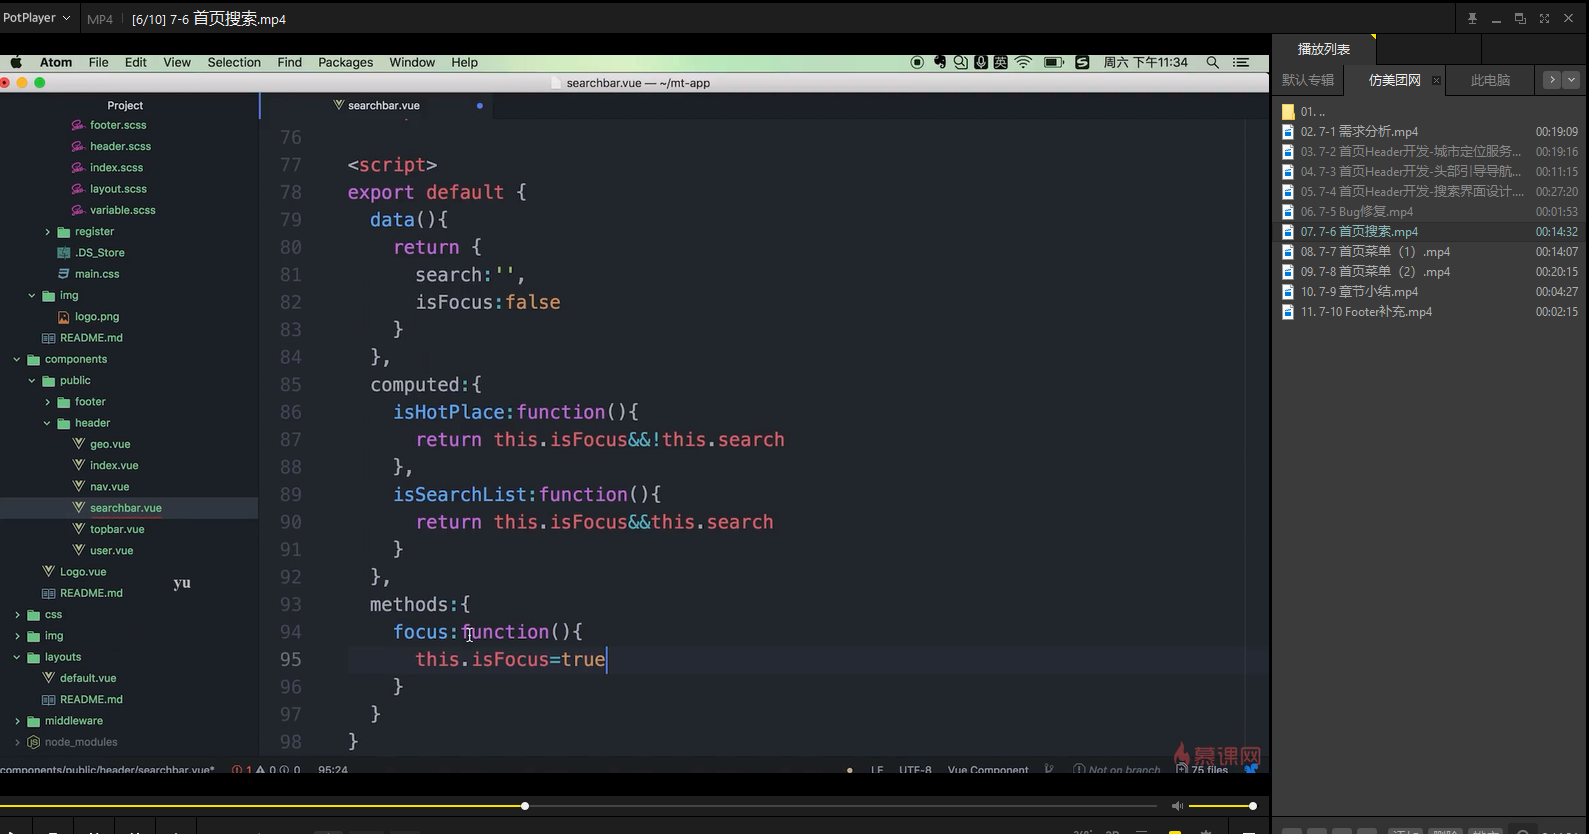 PotPlayer MP4 [6/10] 7-6 首页搜索.mp4
Atom File Edit View Selection Find Packages Window Help 英 周六 下午11:34
searchbar.vue — ~/mt-app
Project
footer.scss
header.scss
index.scss
layout.scss
variable.scss
register
.DS_Store
main.css
img
logo.png
README.md
components
public
footer
header
geo.vue
index.vue
nav.vue
searchbar.vue
topbar.vue
user.vue
Logo.vue
README.md
css
img
layouts
default.vue
README.md
middleware
node_modules
yu
searchbar.vue
76
77 <script>
78 export default {
79 data(){
80 return {
81 search:'',
82 isFocus:false
83 }
84 },
85 computed:{
86 isHotPlace:function(){
87 return this.isFocus&&!this.search
88 },
89 isSearchList:function(){
90 return this.isFocus&&this.search
91 }
92 },
93 methods:{
94 focus:function(){
95 this.isFocus=true
96 }
97 }
98 }
慕课网
components/public/header/searchbar.vue* 1 0 0 95:24 LF UTF-8 Vue Component Not on branch 75 files
播放列表
默认专辑 仿美团网 此电脑
01. ..
02. 7-1 需求分析.mp4 00:19:09
03. 7-2 首页Header开发-城市定位服务... 00:19:16
04. 7-3 首页Header开发-头部引导导航... 00:11:15
05. 7-4 首页Header开发-搜索界面设计.... 00:27:20
06. 7-5 Bug修复.mp4 00:01:53
07. 7-6 首页搜索.mp4 00:14:32
08. 7-7 首页菜单（1）.mp4 00:14:07
09. 7-8 首页菜单（2）.mp4 00:20:15
10. 7-9 章节小结.mp4 00:04:27
11. 7-10 Footer补充.mp4 00:02:15